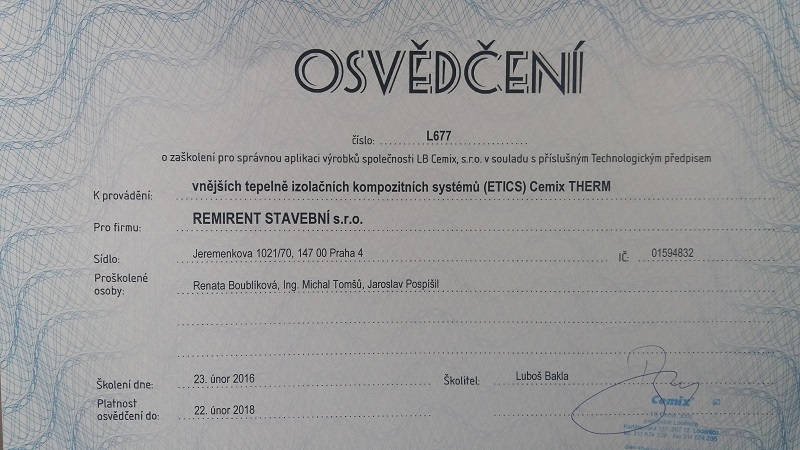 OSVĚDČENÍ
číslo: L677
o zaškolení pro správnou aplikaci výrobků společnosti LB Cemix, s.r.o. v souladu s příslušným Technologickým předpisem
K provádění: vnějších tepelně izolačních kompozitních systémů (ETICS) Cemix THERM
Pro firmu: REMIRENT STAVEBNÍ s.r.o.
Sídlo: Jeremenkova 1021/70, 147 00 Praha 4 IČ: 01594832
Proškolené
osoby: Renata Boublíková, Ing. Michal Tomšů, Jaroslav Pospíšil
Školení dne: 23. únor 2016 Školitel: Luboš Bakla
Platnost
osvědčení do: 22. únor 2018
Cemix